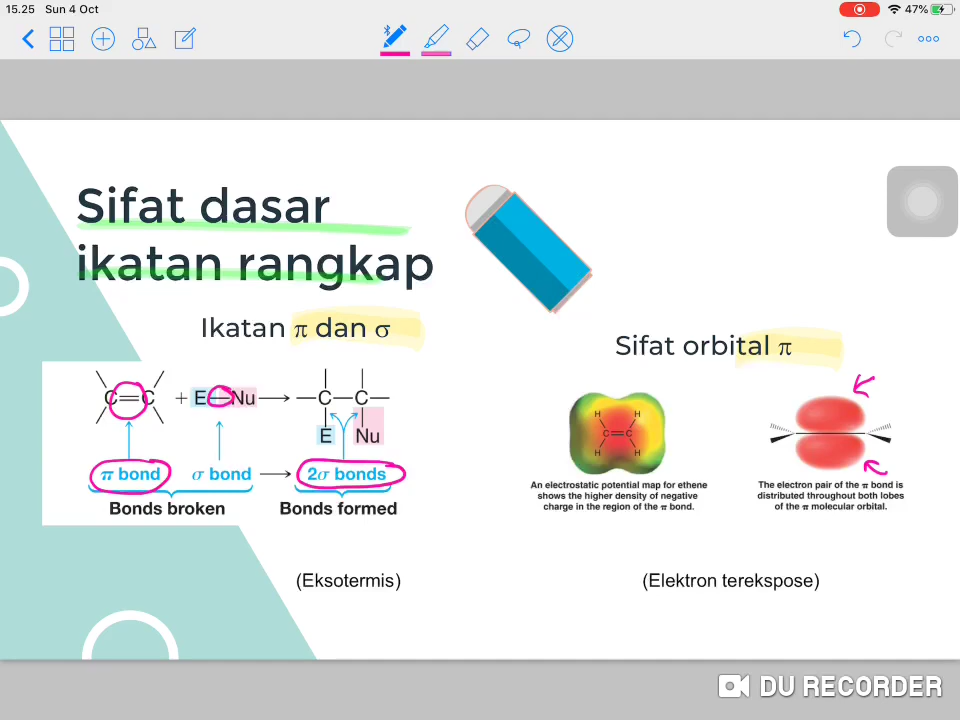 15.25 Sun 4 Oct
47%
Sifat dasar
ikatan rangkap
Ikatan π dan σ
C=C + E—Nu → —C—C—
E Nu
π bond σ bond → 2σ bonds
Bonds broken Bonds formed
(Eksotermis)
Sifat orbital π
H H
C=C
H H
An electrostatic potential map for ethene
shows the higher density of negative
charge in the region of the π bond.
The electron pair of the π bond is
distributed throughout both lobes
of the π molecular orbital.
(Elektron terekspose)
DU RECORDER